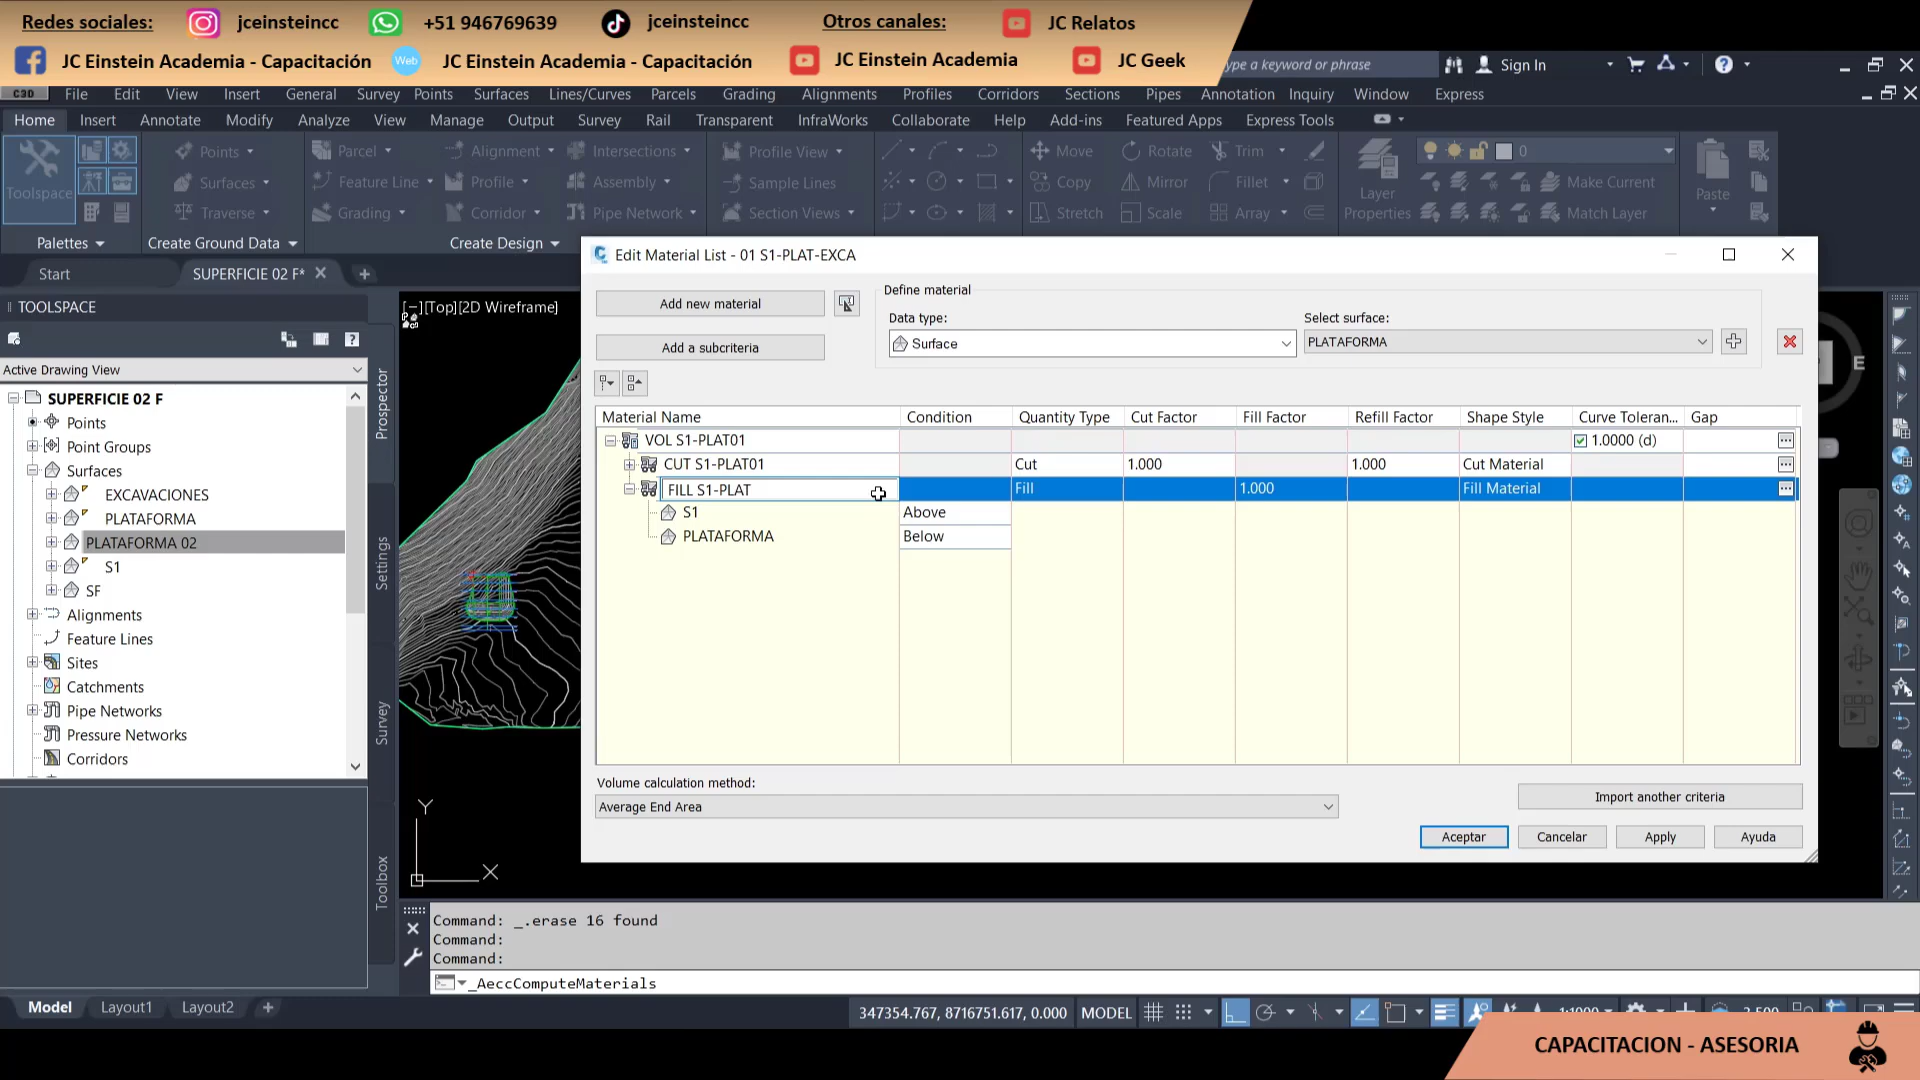 Redes sociales: jceinsteincc +51 946769639 jceinsteincc Otros canales: JC Relatos
JC Einstein Academia - Capacitación Web JC Einstein Academia - Capacitación JC Einstein Academia JC Geek
ype a keyword or phrase Sign In
C3D File Edit View Insert General Survey Points Surfaces Lines/Curves Parcels Grading Alignments Profiles Corridors Sections Pipes Annotation Inquiry Window Express
Home Insert Annotate Modify Analyze View Manage Output Survey Rail Transparent InfraWorks Collaborate Help Add-ins Featured Apps Express Tools
Toolspace
Points
Surfaces
Traverse
Parcel
Feature Line
Grading
Alignment
Profile
Corridor
Intersections
Assembly
Pipe Network
Profile View
Sample Lines
Section Views
Move Rotate Trim
Copy Mirror Fillet
Stretch Scale Array
Layer
Properties
0
Make Current
Match Layer
Paste
Palettes Create Ground Data Create Design
Start SUPERFICIE 02 F*
TOOLSPACE
Active Drawing View
SUPERFICIE 02 F
Points
Point Groups
Surfaces
EXCAVACIONES
PLATAFORMA
PLATAFORMA 02
S1
SF
Alignments
Feature Lines
Sites
Catchments
Pipe Networks
Pressure Networks
Corridors
Prospector
Settings
Survey
Toolbox
[−][Top][2D Wireframe]
E
Y
X
Edit Material List - 01 S1-PLAT-EXCA
Add new material
Add a subcriteria
Define material
Data type:
Surface
Select surface:
PLATAFORMA
Material Name Condition Quantity Type Cut Factor Fill Factor Refill Factor Shape Style Curve Toleran... Gap
VOL S1-PLAT01 1.0000 (d) ...
CUT S1-PLAT01 Cut 1.000 1.000 Cut Material ...
FILL S1-PLAT Fill 1.000 Fill Material ...
S1 Above
PLATAFORMA Below
Volume calculation method:
Average End Area
Import another criteria
Aceptar Cancelar Apply Ayuda
Command: _.erase 16 found
Command:
Command:
_AeccComputeMaterials
Model Layout1 Layout2
347354.767, 8716751.617, 0.000 MODEL
CAPACITACION - ASESORIA